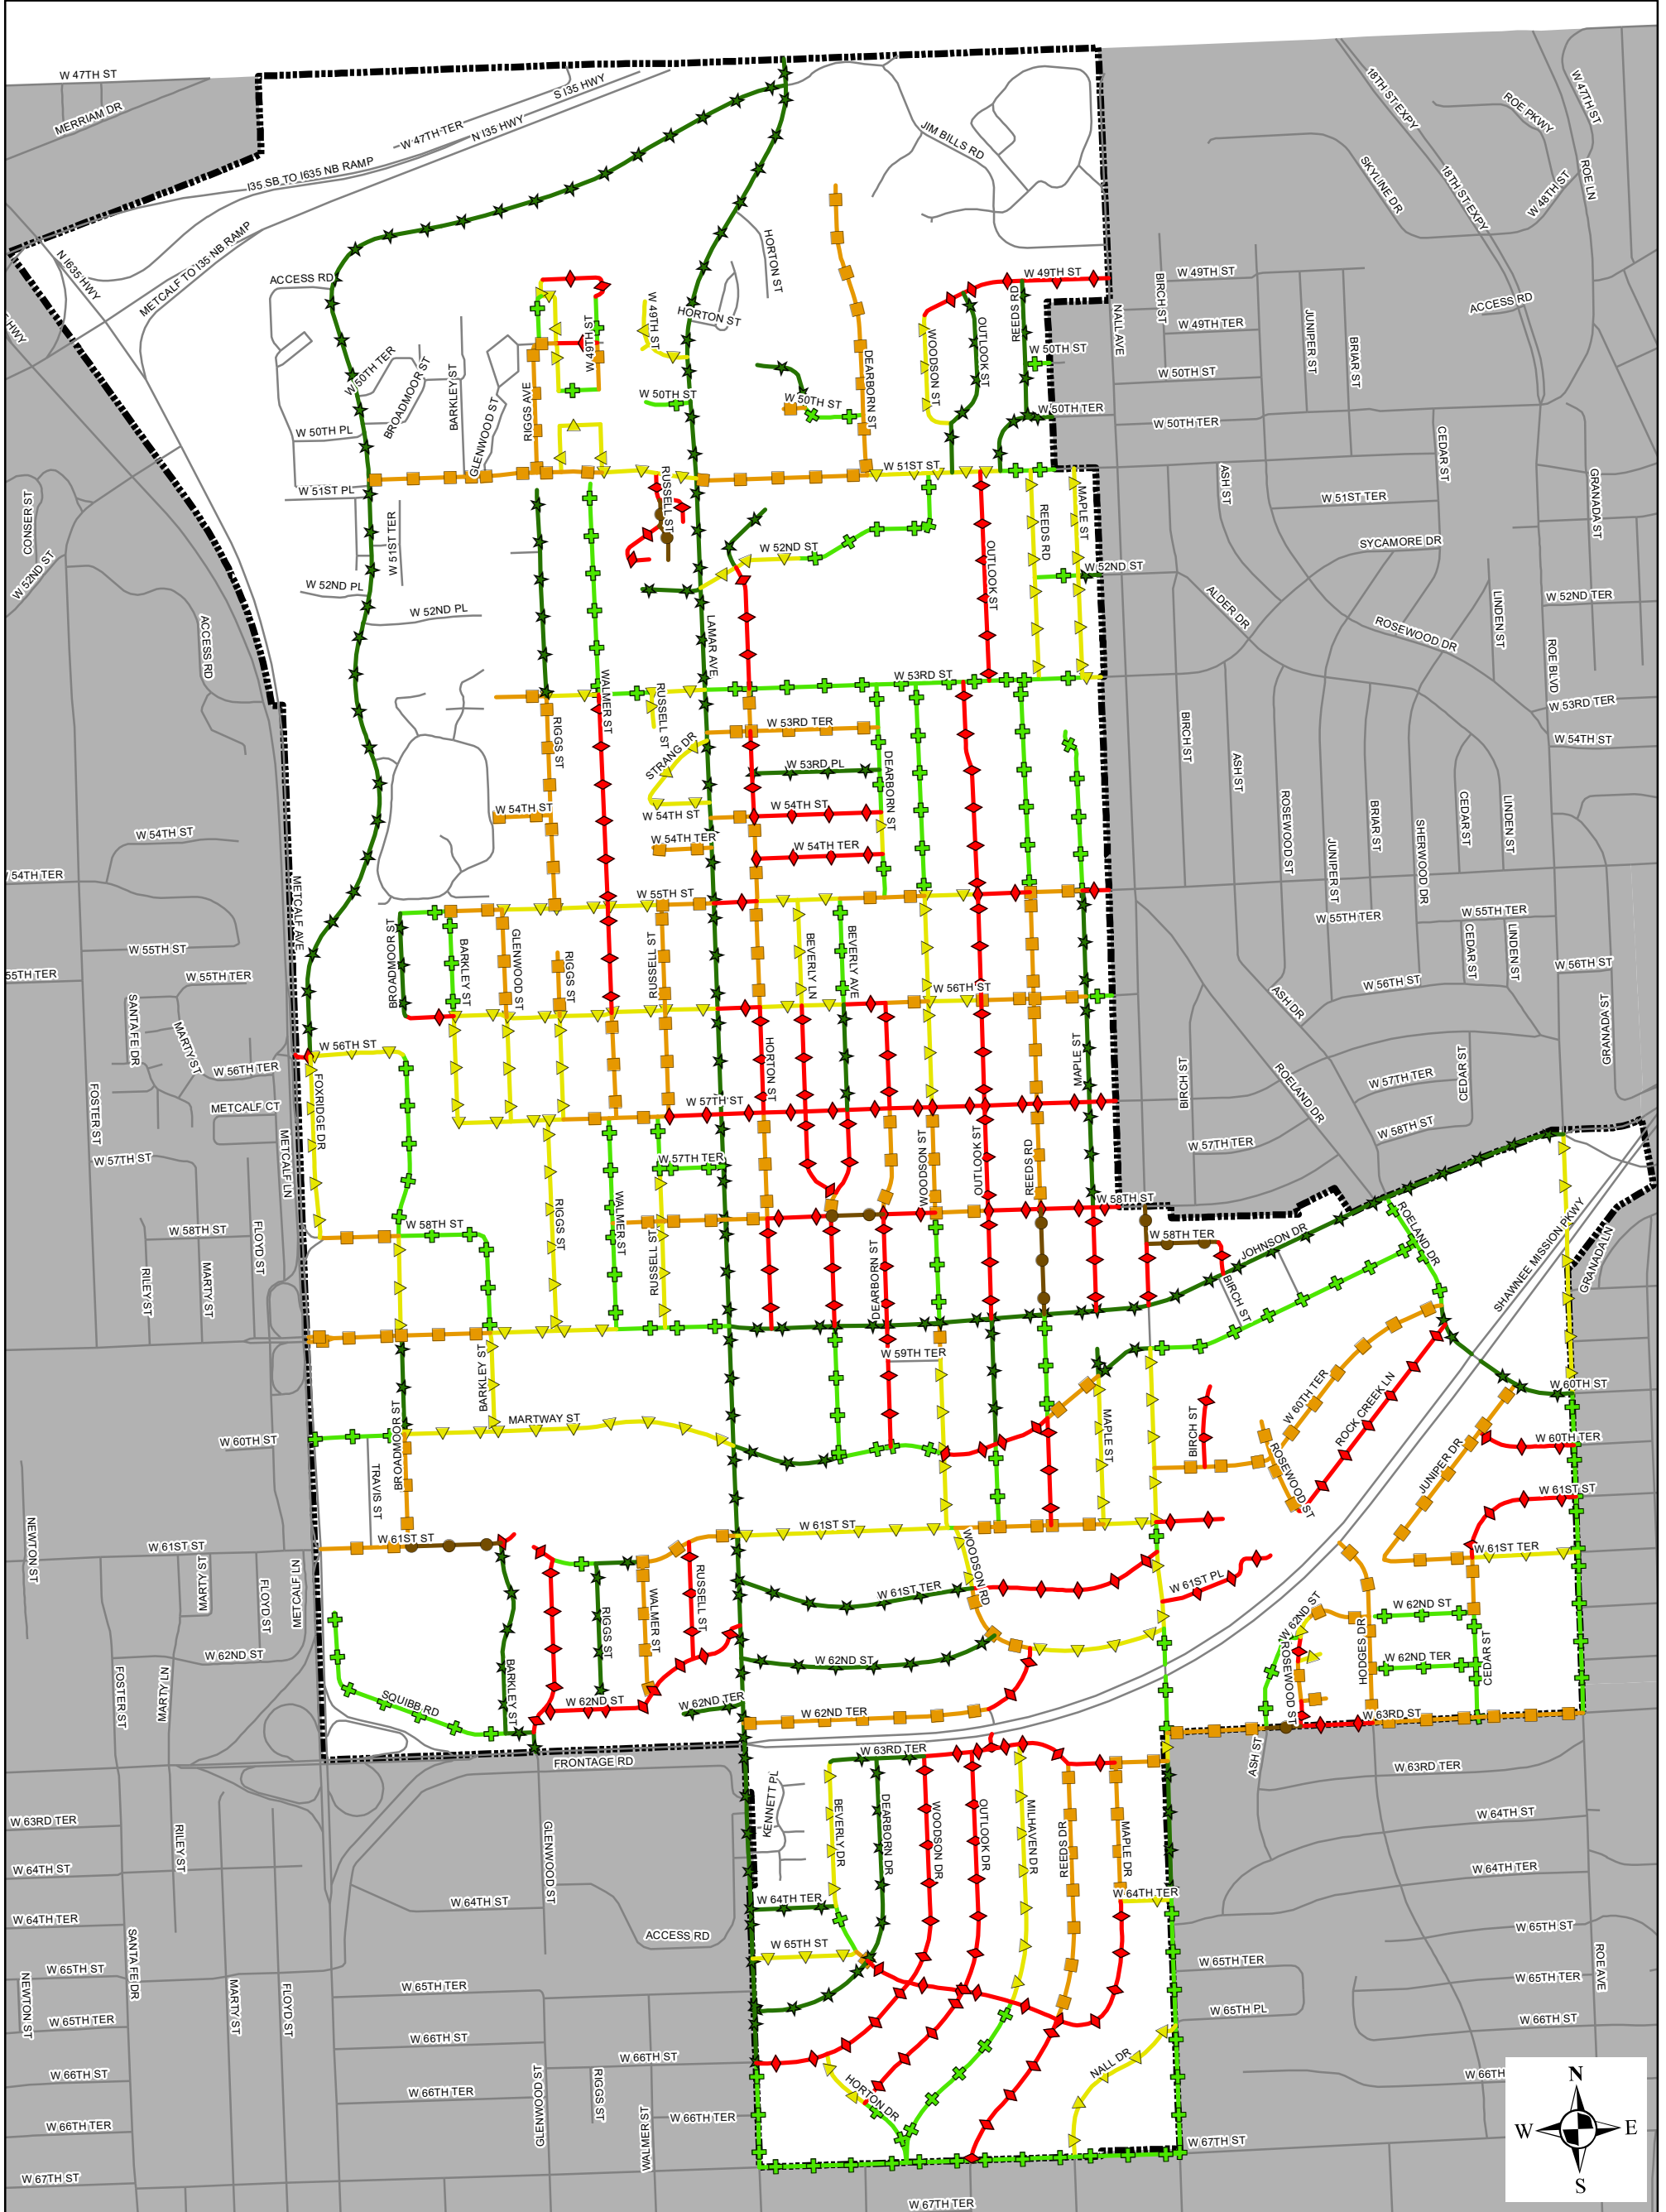 W 47TH ST
MERRIAM DR
S I35 HWY
W 47TH TER
N I35 HWY
I35 SB TO I635 NB RAMP
METCALF TO I35 NB RAMP
N I635 HWY
JIM BILLS RD
18TH ST EXPY
ROE PKWY
W 47TH ST
SKYLINE DR
18TH ST EXPY
W 48TH ST
ROE LN
HORTON ST
ACCESS RD
W 49TH ST
W 49TH ST
W 49TH ST
HORTON ST
REEDS RD
OUTLOOK ST
WOODSON ST
DEARBORN ST
NALL AVE
BIRCH ST
W 49TH ST
W 49TH TER
JUNIPER ST
BRIAR ST
ACCESS RD
W 50TH TER
BROADMOOR ST
BARKLEY ST
GLENWOOD ST
RIGGS AVE
W 50TH ST
W 50TH ST
W 50TH ST
W 50TH TER
W 50TH ST
W 50TH TER
W 50TH PL
W 51ST PL
W 51ST TER
W 51ST ST
RUSSELL ST
REEDS RD
MAPLE ST
ASH ST
CEDAR ST
W 51ST TER
GRANADA ST
CONSER ST
W 52ND ST
W 52ND PL
W 52ND PL
W 52ND ST
W 52ND ST
OUTLOOK ST
SYCAMORE DR
ALDER DR
ROSEWOOD DR
LINDEN ST
W 52ND TER
ROE BLVD
ACCESS RD
LAMAR AVE
W 53RD ST
W 53RD TER
WALMER ST
RUSSELL ST
RIGGS ST
STRANG DR
W 53RD TER
W 53RD PL
DEARBORN ST
BIRCH ST
ASH ST
W 54TH ST
W 54TH ST
W 54TH ST
W 54TH ST
W 54TH TER
W 54TH TER
W 54TH ST
ROSEWOOD ST
JUNIPER ST
BRIAR ST
SHERWOOD DR
CEDAR ST
LINDEN ST
METCALF AVE
W 55TH ST
W 55TH TER
W 55TH TER
W 55TH ST
W 55TH TER
BROADMOOR ST
BARKLEY ST
GLENWOOD ST
RIGGS ST
RUSSELL ST
BEVERLY LN
BEVERLY AVE
CEDAR ST
LINDEN ST
W 56TH ST
W 56TH ST
W 56TH ST
ASH DR
GRANADA ST
SANTA FE DR
MARTY ST
W 56TH TER
W 56TH ST
FOXRIDGE DR
HORTON ST
MAPLE ST
BIRCH ST
ROELAND DR
W 57TH TER
CEDAR ST
FOSTER ST
METCALF CT
METCALF LN
W 57TH ST
W 57TH ST
W 57TH TER
W 57TH TER
W 58TH ST
W 58TH ST
W 58TH ST
W 58TH ST
W 58TH TER
FLOYD ST
RILEY ST
MARTY ST
RIGGS ST
WALMER ST
RUSSELL ST
WOODSON ST
OUTLOOK ST
REEDS RD
DEARBORN ST
JOHNSON DR
ROELAND DR
BIRCH ST
SHAWNEE MISSION PKWY
GRANADA LN
W 59TH TER
BARKLEY ST
BROADMOOR ST
MARTWAY ST
W 60TH ST
W 60TH ST
W 60TH TER
W 60TH TER
ROCK CREEK LN
JUNIPER DR
MAPLE ST
BIRCH ST
ROSEWOOD ST
TRAVIS ST
NEWTON ST
W 61ST ST
W 61ST ST
W 61ST ST
W 61ST ST
W 61ST TER
W 61ST TER
W 61ST PL
WOODSON RD
MARTY ST
FLOYD ST
METCALF LN
RIGGS ST
WALMER ST
RUSSELL ST
BARKLEY ST
W 62ND ST
W 62ND ST
W 62ND ST
W 62ND ST
W 62ND ST
W 62ND TER
W 62ND TER
W 62ND TER
SQUIBB RD
FOSTER ST
MARTY LN
ROSEWOOD ST
HODGES DR
CEDAR ST
W 63RD ST
ASH ST
FRONTAGE RD
W 63RD TER
W 63RD TER
W 63RD TER
KENNETT PL
BEVERLY DR
DEARBORN DR
WOODSON DR
OUTLOOK DR
MILHAVEN DR
REEDS DR
MAPLE DR
RILEY ST
GLENWOOD ST
W 64TH ST
W 64TH ST
W 64TH ST
W 64TH TER
W 64TH TER
W 64TH TER
W 64TH TER
ACCESS RD
W 65TH ST
W 65TH ST
W 65TH ST
SANTA FE DR
NEWTON ST
MARTY ST
FLOYD ST
W 65TH TER
W 65TH TER
W 65TH TER
W 65TH TER
W 65TH PL
ROE AVE
W 66TH ST
W 66TH ST
W 66TH ST
W 66TH ST
W 66TH TER
W 66TH TER
W 66TH TER
W 66TH
GLENWOOD ST
RIGGS ST
WALMER ST
HORTON DR
NALL DR
W 67TH ST
W 67TH ST
W 67TH TER
N
W
E
S